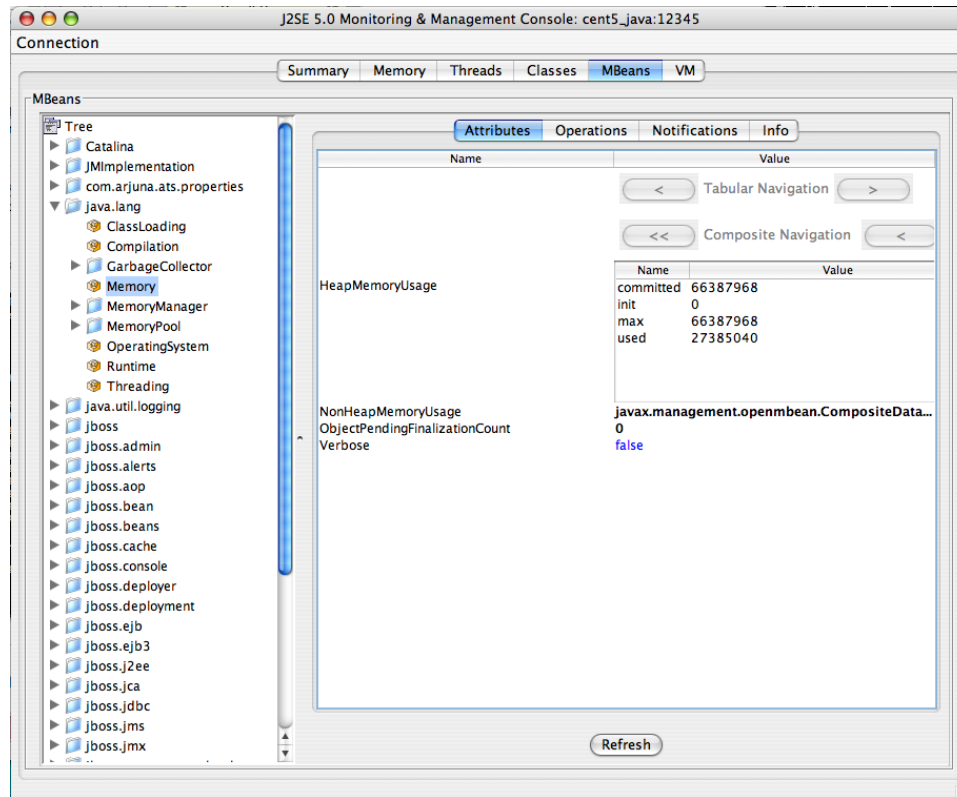 J2SE 5.0 Monitoring & Management Console: cent5_java:12345
Connection
Summary Memory Threads Classes MBeans VM
MBeans
Tree
Catalina
JMImplementation
com.arjuna.ats.properties
java.lang
ClassLoading
Compilation
GarbageCollector
Memory
MemoryManager
MemoryPool
OperatingSystem
Runtime
Threading
java.util.logging
jboss
jboss.admin
jboss.alerts
jboss.aop
jboss.bean
jboss.beans
jboss.cache
jboss.console
jboss.deployer
jboss.deployment
jboss.ejb
jboss.ejb3
jboss.j2ee
jboss.jca
jboss.jdbc
jboss.jms
jboss.jmx
Attributes Operations Notifications Info
Name Value
< Tabular Navigation >
<< Composite Navigation <
Name Value
HeapMemoryUsage
committed 66387968
init 0
max 66387968
used 27385040
NonHeapMemoryUsage javax.management.openmbean.CompositeData...
ObjectPendingFinalizationCount 0
Verbose false
Refresh